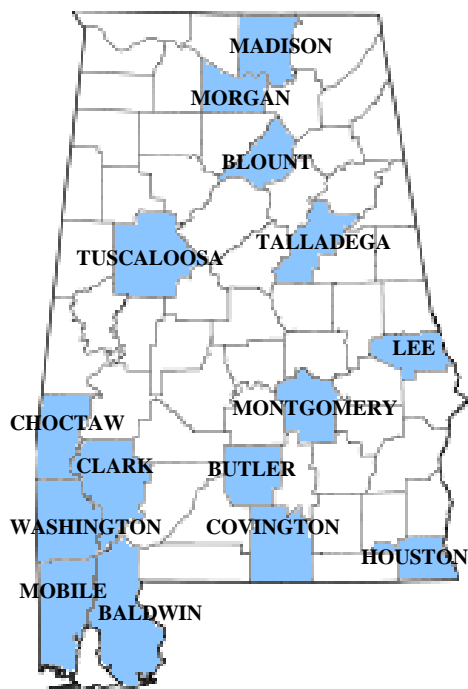 MADISON
MORGAN
BLOUNT
TALLADEGA
TUSCALOOSA
LEE
MONTGOMERY
CHOCTAW
CLARK
BUTLER
WASHINGTON
COVINGTON
HOUSTON
MOBILE
BALDWIN